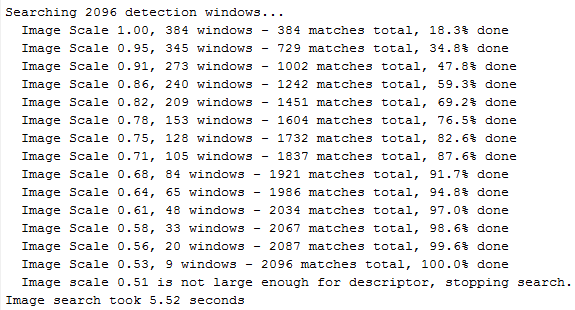 Searching 2096 detection windows...
Image Scale 1.00, 384 windows - 384 matches total, 18.3% done
Image Scale 0.95, 345 windows - 729 matches total, 34.8% done
Image Scale 0.91, 273 windows - 1002 matches total, 47.8% done
Image Scale 0.86, 240 windows - 1242 matches total, 59.3% done
Image Scale 0.82, 209 windows - 1451 matches total, 69.2% done
Image Scale 0.78, 153 windows - 1604 matches total, 76.5% done
Image Scale 0.75, 128 windows - 1732 matches total, 82.6% done
Image Scale 0.71, 105 windows - 1837 matches total, 87.6% done
Image Scale 0.68, 84 windows - 1921 matches total, 91.7% done
Image Scale 0.64, 65 windows - 1986 matches total, 94.8% done
Image Scale 0.61, 48 windows - 2034 matches total, 97.0% done
Image Scale 0.58, 33 windows - 2067 matches total, 98.6% done
Image Scale 0.56, 20 windows - 2087 matches total, 99.6% done
Image Scale 0.53, 9 windows - 2096 matches total, 100.0% done
Image scale 0.51 is not large enough for descriptor, stopping search.
Image search took 5.52 seconds